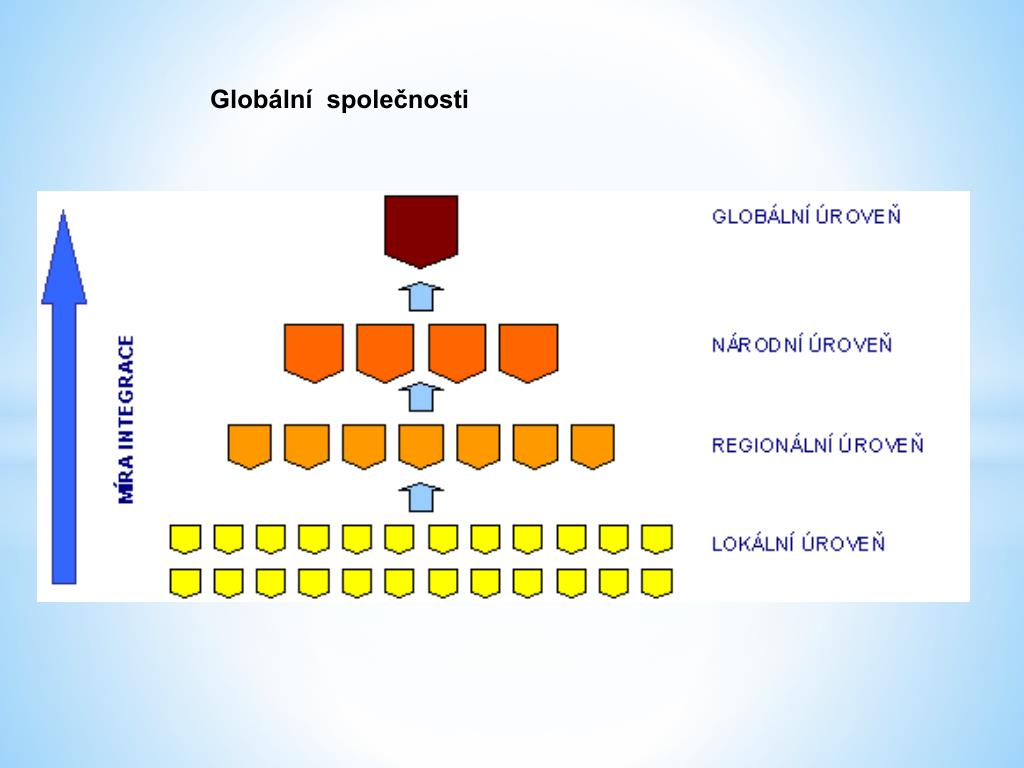 Globální společnosti
GLOBÁLNÍ ÚROVEŇ
NÁRODNÍ ÚROVEŇ
MÍRA INTEGRACE
REGIONÁLNÍ ÚROVEŇ
LOKÁLNÍ ÚROVEŇ